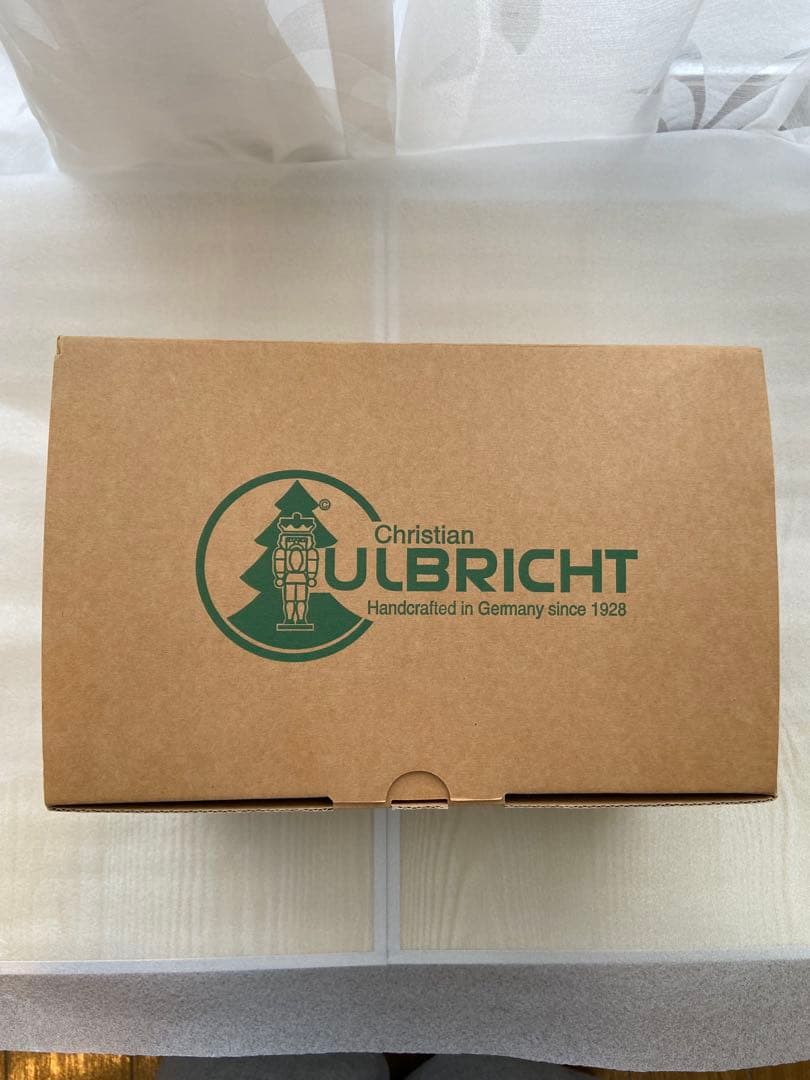 ©
Christian
ULBRICHT
Handcrafted in Germany since 1928